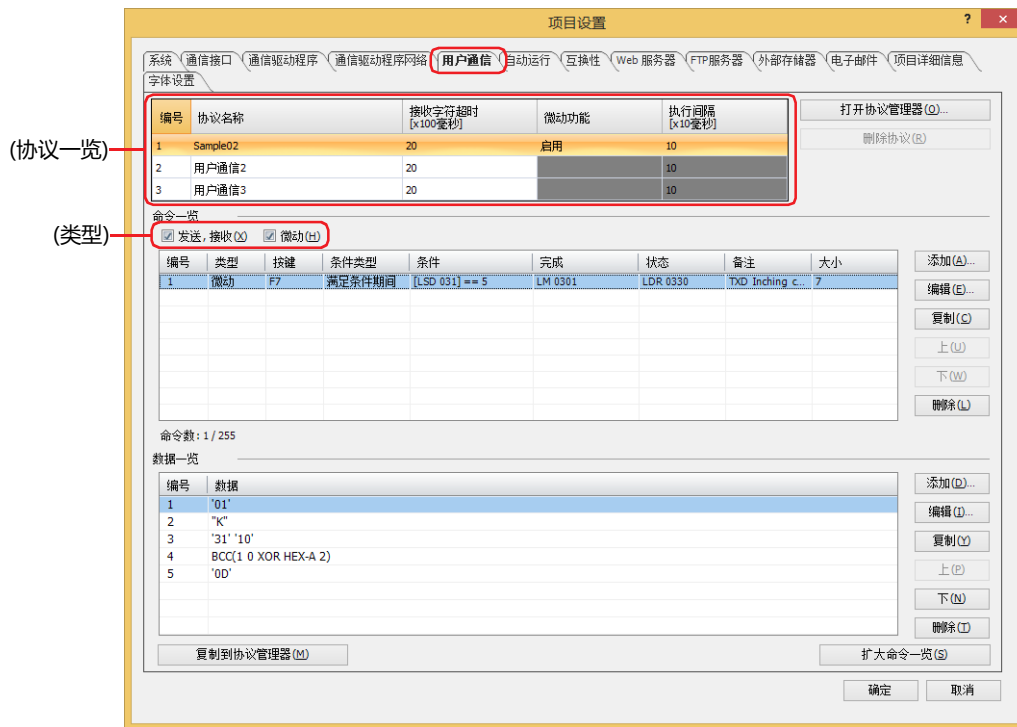 项目设置
? ×
系统 通信接口 通信驱动程序 通信驱动程序网络 用户通信 自动运行 互换性 Web 服务器 FTP服务器 外部存储器 电子邮件 项目详细信息
字体设置
(协议一览)
编号 协议名称 接收字符超时 [x100毫秒] 微动功能 执行间隔 [x10毫秒]
1 Sample02 20 启用 10
2 用户通信2 20 10
3 用户通信3 20 10
打开协议管理器(O)...
删除协议(R)
命令一览
(类型)
发送,接收(X) 微动(H)
编号 类型 按键 条件类型 条件 完成 状态 备注 大小
1 微动 F7 满足条件期间 [LSD 031] == 5 LM 0301 LDR 0330 TXD Inching c... 7
添加(A)...
编辑(E)...
复制(C)
上(U)
下(W)
删除(L)
命令数: 1 / 255
数据一览
编号 数据
1 '01'
2 "K"
3 '31' '10'
4 BCC(1 0 XOR HEX-A 2)
5 '0D'
添加(D)...
编辑(I)...
复制(Y)
上(P)
下(N)
删除(T)
复制到协议管理器(M)
扩大命令一览(S)
确定 取消